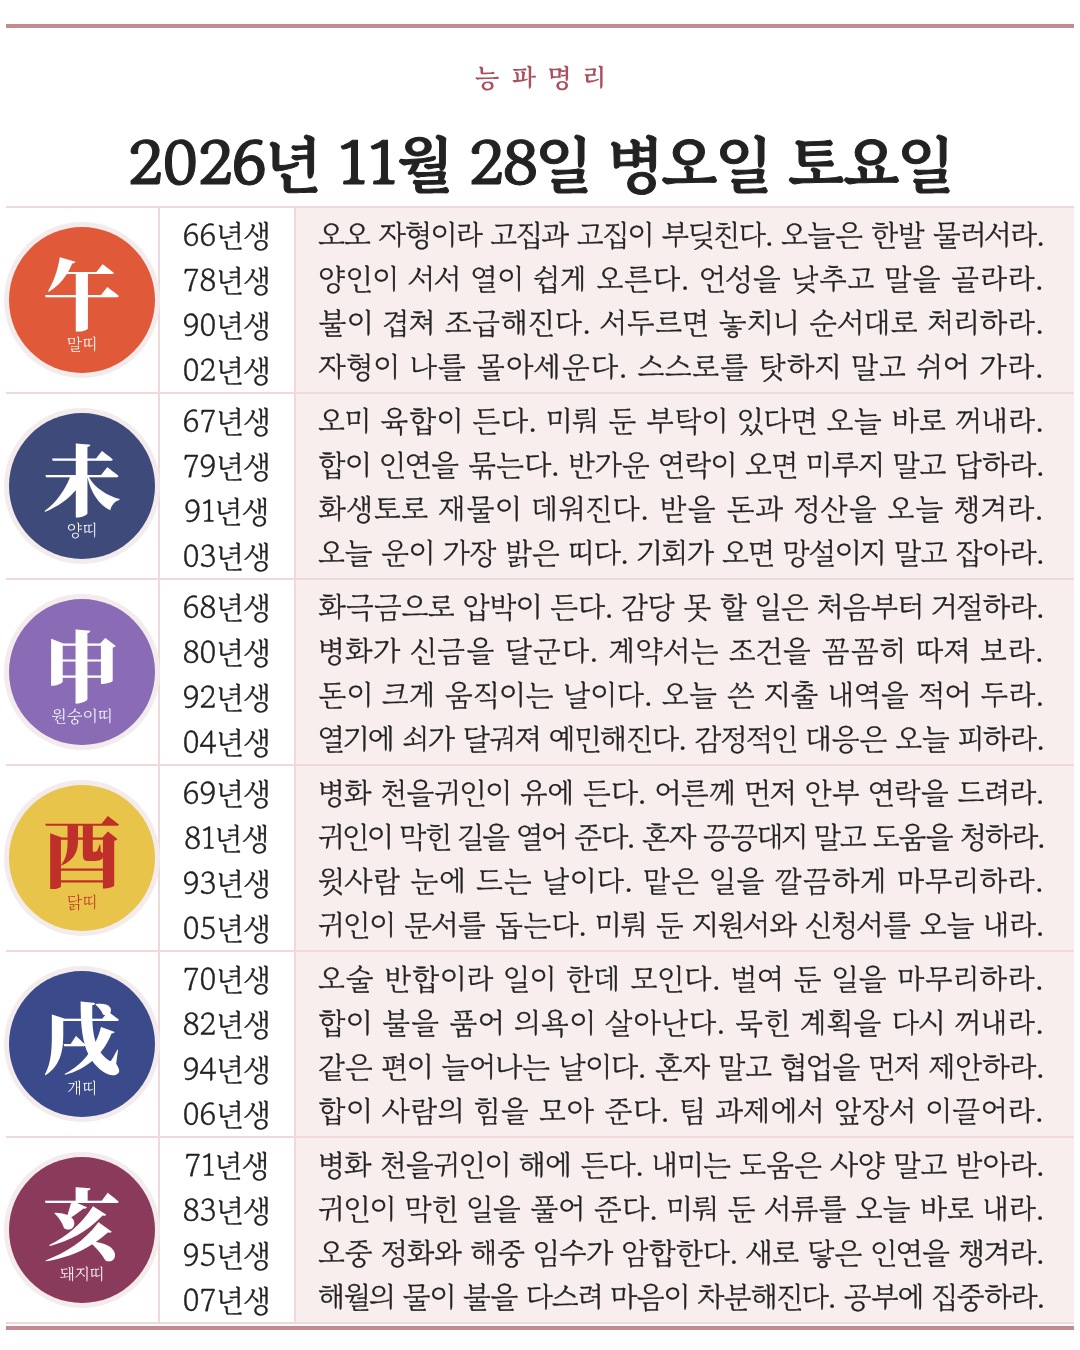 능파명리
2026년 11월 28일 병오일 토요일
午
말띠
66년생 오오 자형이라 고집과 고집이 부딪친다. 오늘은 한발 물러서라.
78년생 양인이 서서 열이 쉽게 오른다. 언성을 낮추고 말을 골라라.
90년생 불이 겹쳐 조급해진다. 서두르면 놓치니 순서대로 처리하라.
02년생 자형이 나를 몰아세운다. 스스로를 탓하지 말고 쉬어 가라.
未
양띠
67년생 오미 육합이 든다. 미뤄 둔 부탁이 있다면 오늘 바로 꺼내라.
79년생 합이 인연을 묶는다. 반가운 연락이 오면 미루지 말고 답하라.
91년생 화생토로 재물이 데워진다. 받을 돈과 정산을 오늘 챙겨라.
03년생 오늘 운이 가장 밝은 띠다. 기회가 오면 망설이지 말고 잡아라.
申
원숭이띠
68년생 화극금으로 압박이 든다. 감당 못 할 일은 처음부터 거절하라.
80년생 병화가 신금을 달군다. 계약서는 조건을 꼼꼼히 따져 보라.
92년생 돈이 크게 움직이는 날이다. 오늘 쓴 지출 내역을 적어 두라.
04년생 열기에 쇠가 달궈져 예민해진다. 감정적인 대응은 오늘 피하라.
酉
닭띠
69년생 병화 천을귀인이 유에 든다. 어른께 먼저 안부 연락을 드려라.
81년생 귀인이 막힌 길을 열어 준다. 혼자 끙끙대지 말고 도움을 청하라.
93년생 윗사람 눈에 드는 날이다. 맡은 일을 깔끔하게 마무리하라.
05년생 귀인이 문서를 돕는다. 미뤄 둔 지원서와 신청서를 오늘 내라.
戌
개띠
70년생 오술 반합이라 일이 한데 모인다. 벌여 둔 일을 마무리하라.
82년생 합이 불을 품어 의욕이 살아난다. 묵힌 계획을 다시 꺼내라.
94년생 같은 편이 늘어나는 날이다. 혼자 말고 협업을 먼저 제안하라.
06년생 합이 사람의 힘을 모아 준다. 팀 과제에서 앞장서 이끌어라.
亥
돼지띠
71년생 병화 천을귀인이 해에 든다. 내미는 도움은 사양 말고 받아라.
83년생 귀인이 막힌 일을 풀어 준다. 미뤄 둔 서류를 오늘 바로 내라.
95년생 오중 정화와 해중 임수가 암합한다. 새로 닿은 인연을 챙겨라.
07년생 해월의 물이 불을 다스려 마음이 차분해진다. 공부에 집중하라.